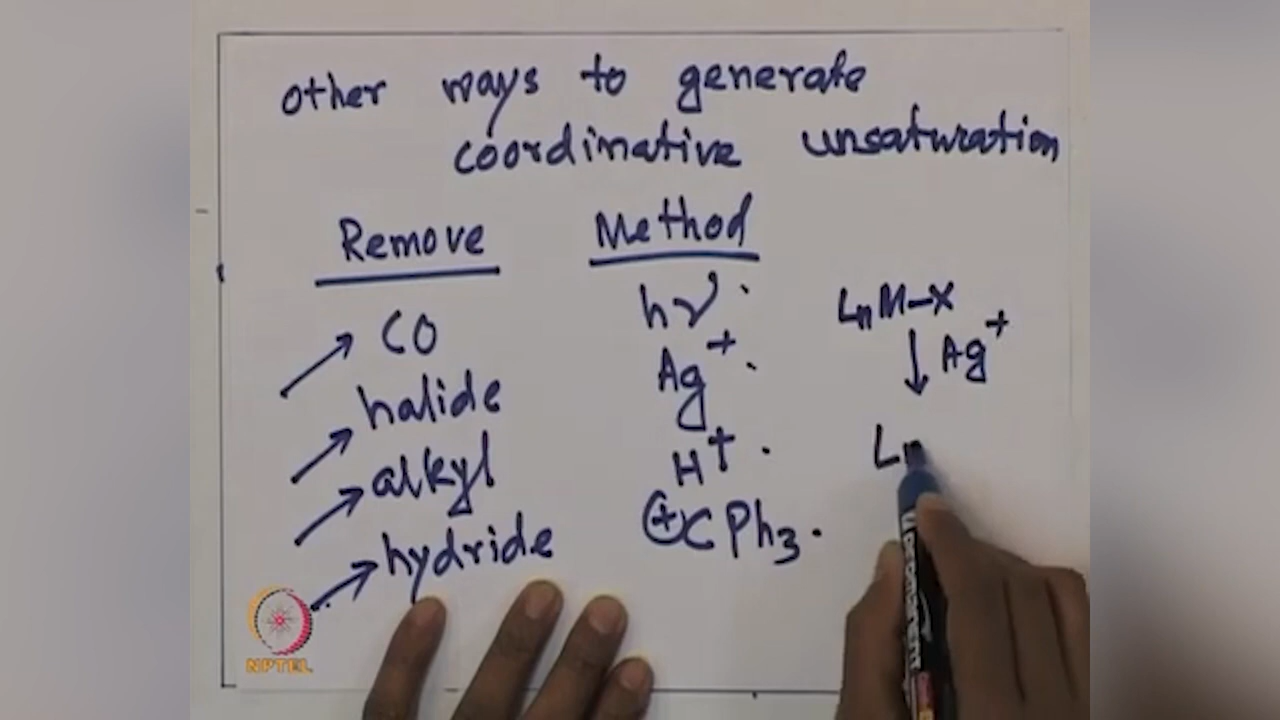 other ways to generate
coordinative unsaturation
Remove Method
CO hν
halide Ag+
alkyl H+
hydride ⊕CPh3
LnM-X
↓ Ag+
Ln
NPTEL